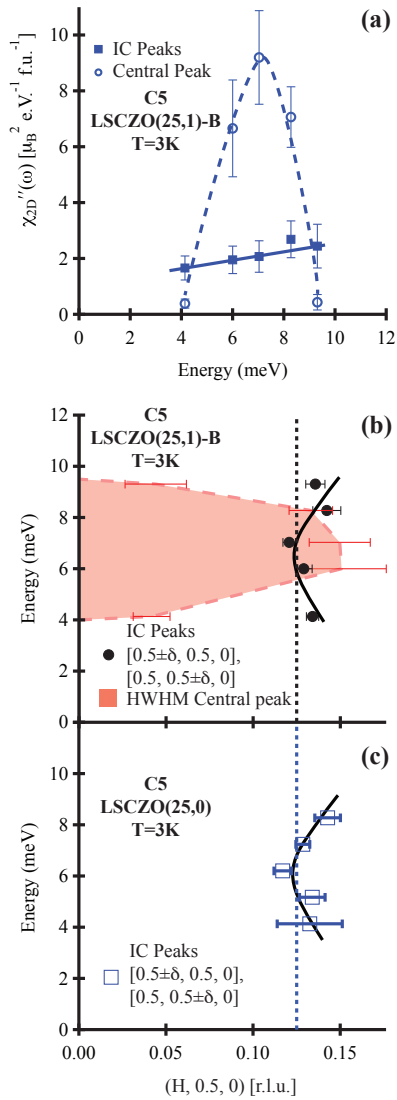 (a)
IC Peaks
Central Peak
C5
LSCZO(25,1)-B
T=3K
χ2D''(ω) [μB² e.V.⁻¹ f.u.⁻¹]
10
8
6
4
2
0
0 2 4 6 8 10 12 14
Energy (meV)
(b)
C5
LSCZO(25,1)-B
T=3K
Energy (meV)
12
10
8
6
4
2
0
IC Peaks
[0.5±δ, 0.5, 0],
[0.5, 0.5±δ, 0]
HWHM Central peak
(c)
C5
LSCZO(25,0)
T=3K
Energy (meV)
10
8
6
4
2
0
IC Peaks
[0.5±δ, 0.5, 0],
[0.5, 0.5±δ, 0]
0.00 0.05 0.10 0.15
(H, 0.5, 0) [r.l.u.]